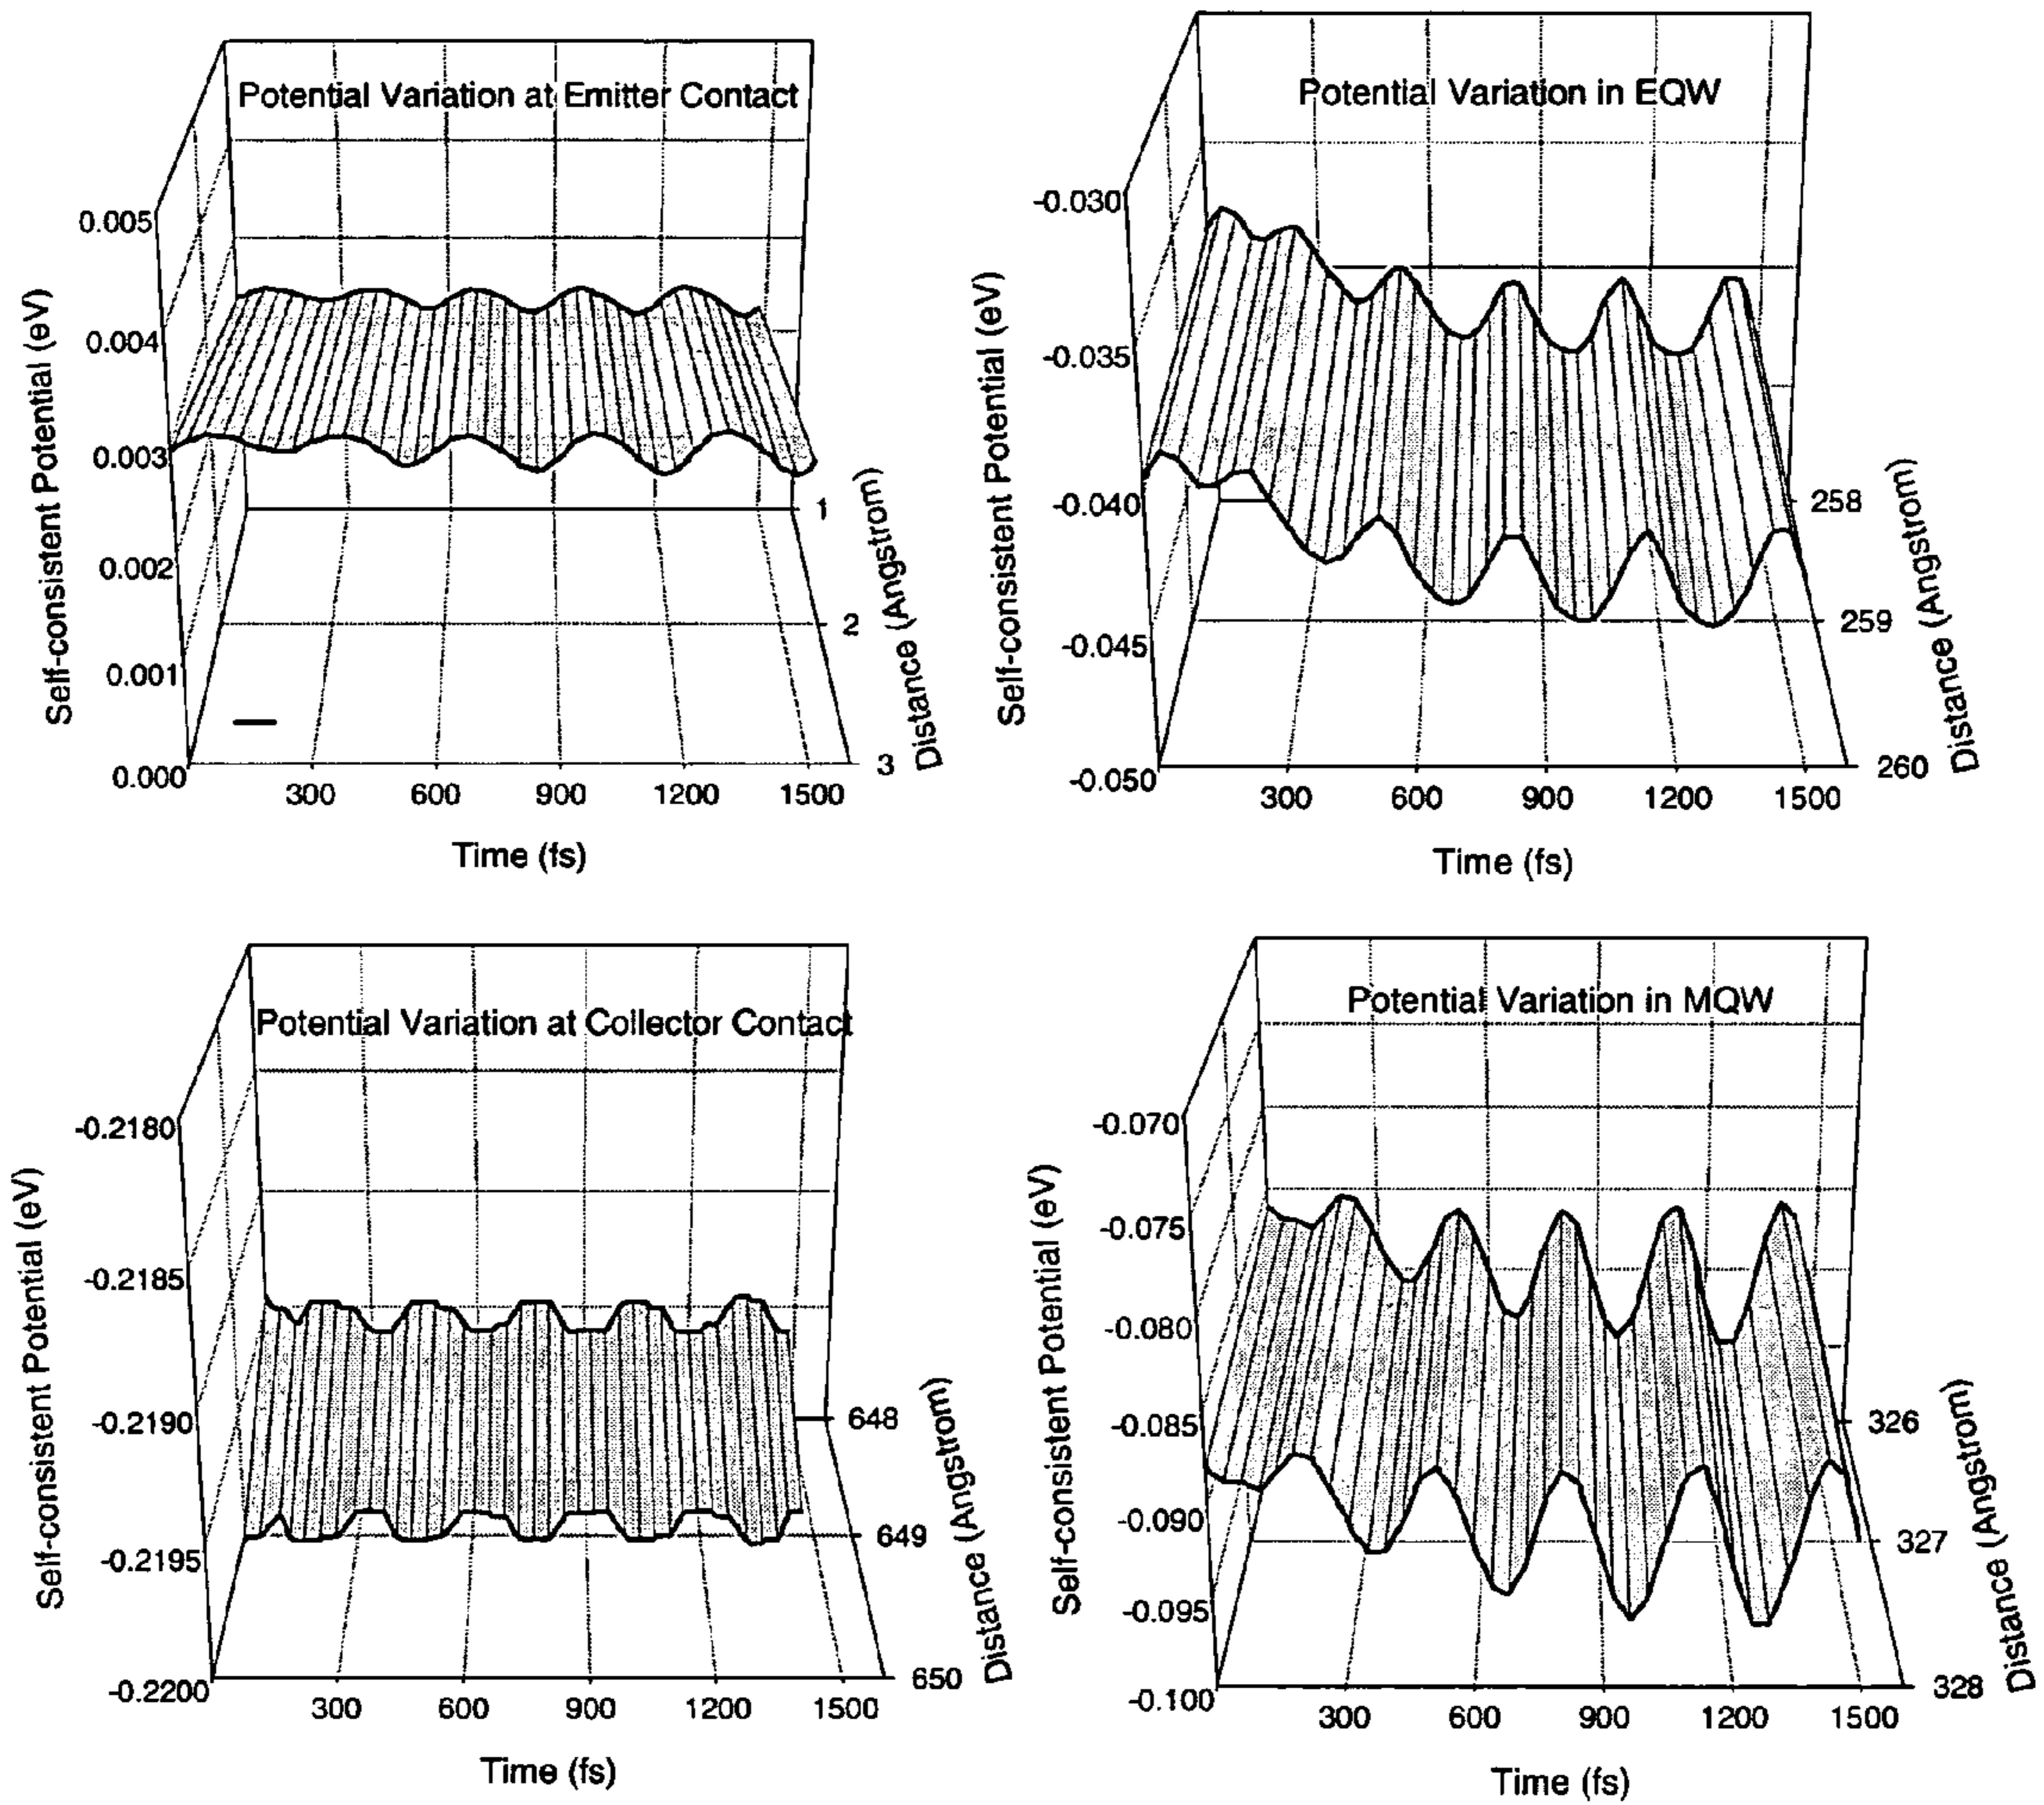 Potential Variation at Emitter Contact
Self-consistent Potential (eV)
0.005
0.004
0.003
0.002
0.001
0.000
300 600 900 1200 1500
Time (fs)
1
2
3
Distance (Angstrom)
Potential Variation in EQW
Self-consistent Potential (eV)
-0.030
-0.035
-0.040
-0.045
-0.050
300 600 900 1200 1500
Time (fs)
258
259
260
Distance (Angstrom)
Potential Variation at Collector Contact
Self-consistent Potential (eV)
-0.2180
-0.2185
-0.2190
-0.2195
-0.2200
300 600 900 1200 1500
Time (fs)
648
649
650
Distance (Angstrom)
Potential Variation in MQW
Self-consistent Potential (eV)
-0.070
-0.075
-0.080
-0.085
-0.090
-0.095
-0.100
300 600 900 1200 1500
Time (fs)
326
327
328
Distance (Angstrom)